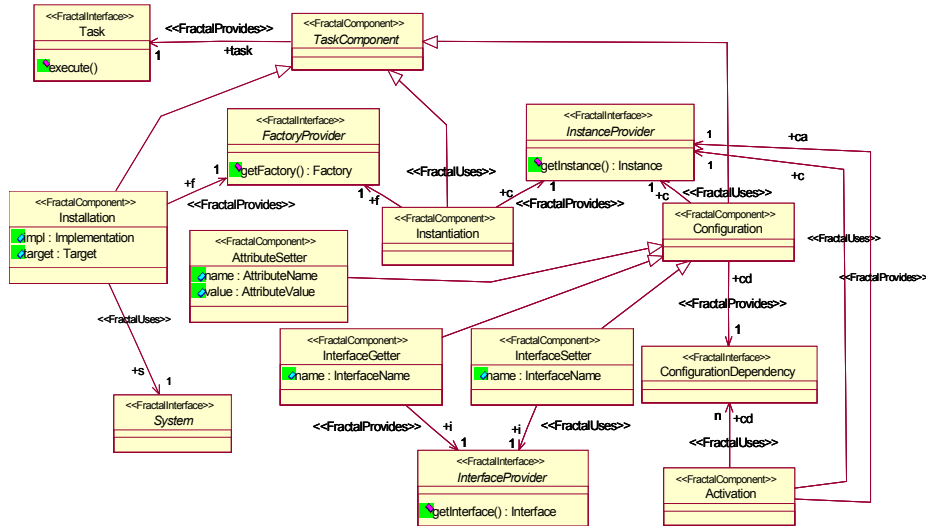 <<FractalInterface>>
Task
execute()
<<FractalProvides>>
1
+task
<<FractalComponent>>
TaskComponent
<<FractalInterface>>
FactoryProvider
getFactory() : Factory
<<FractalInterface>>
InstanceProvider
getInstance() : Instance
1
+ca
1
+c
<<FractalUses>>
1
+f
<<FractalProvides>>
1
+f
+c
1
<<FractalProvides>>
1
+c
<<FractalUses>>
<<FractalComponent>>
Installation
impl : Implementation
target : Target
<<FractalComponent>>
Instantiation
<<FractalComponent>>
Configuration
<<FractalUses>>
<<FractalProvides>>
<<FractalComponent>>
AttributeSetter
name : AttributeName
value : AttributeValue
+cd
<<FractalProvides>>
1
<<FractalUses>>
+s
1
<<FractalComponent>>
InterfaceGetter
name : InterfaceName
<<FractalComponent>>
InterfaceSetter
name : InterfaceName
<<FractalInterface>>
ConfigurationDependency
<<FractalInterface>>
System
<<FractalProvides>>
+i
1
<<FractalUses>>
+i
1
n
+cd
<<FractalUses>>
<<FractalInterface>>
InterfaceProvider
getInterface() : Interface
<<FractalComponent>>
Activation